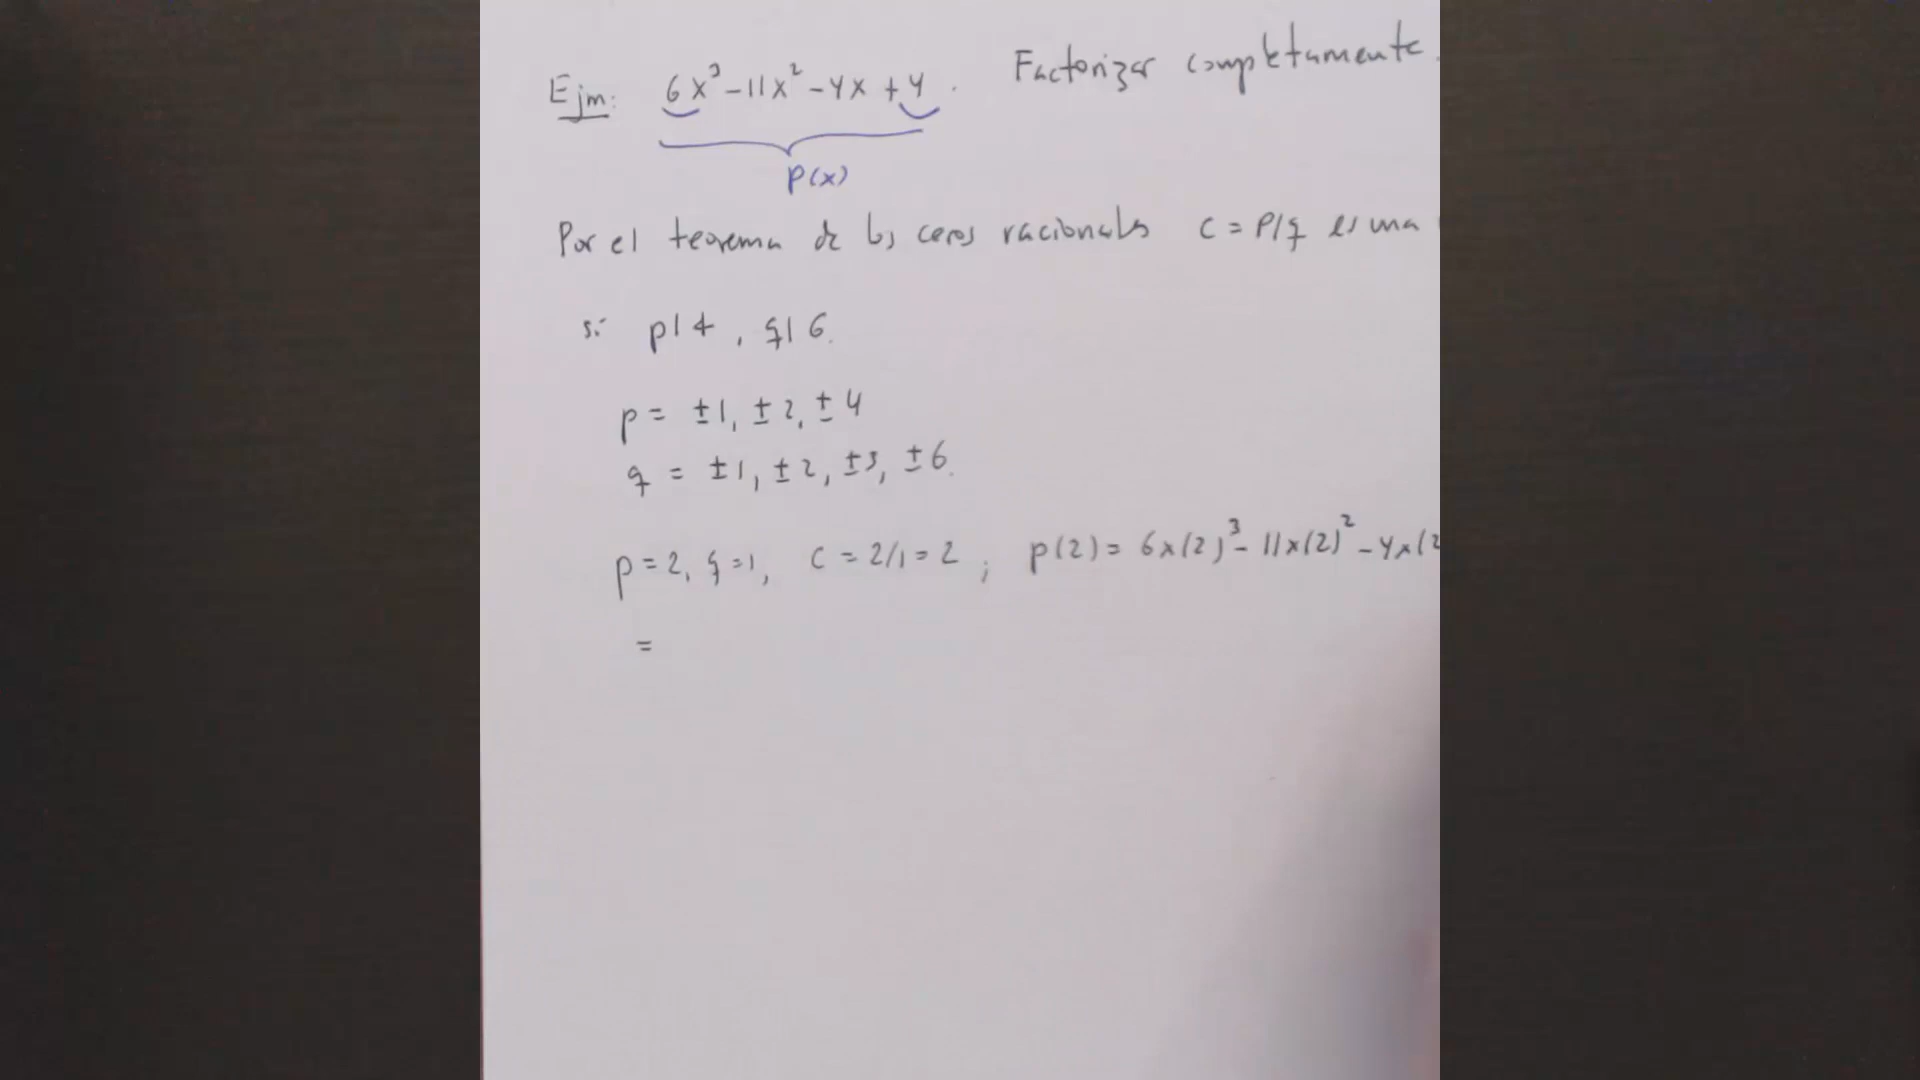 Ejm: 6x³ - 11x² - 4x + 4. Factorizar completamente.
p(x)
Por el teorema de los ceros racionales c = P/q es una
si p|4, q|6.
p = ±1, ±2, ±4
q = ±1, ±2, ±3, ±6.
p = 2, q = 1, c = 2/1 = 2; p(2) = 6x(2)³ - 11x(2)² - 4x(2
=